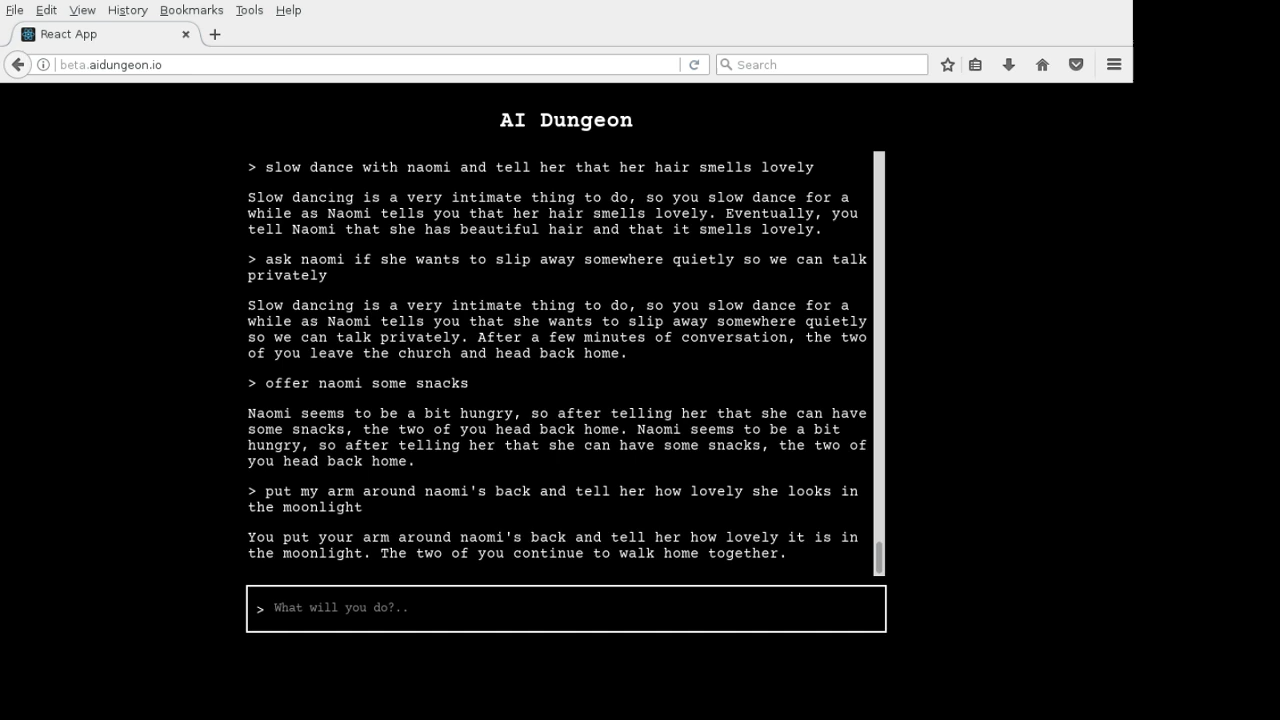 File Edit View History Bookmarks Tools Help
React App
beta.aidungeon.io
Search
AI Dungeon
> slow dance with naomi and tell her that her hair smells lovely
Slow dancing is a very intimate thing to do, so you slow dance for a
while as Naomi tells you that her hair smells lovely. Eventually, you
tell Naomi that she has beautiful hair and that it smells lovely.
> ask naomi if she wants to slip away somewhere quietly so we can talk
privately
Slow dancing is a very intimate thing to do, so you slow dance for a
while as Naomi tells you that she wants to slip away somewhere quietly
so we can talk privately. After a few minutes of conversation, the two
of you leave the church and head back home.
> offer naomi some snacks
Naomi seems to be a bit hungry, so after telling her that she can have
some snacks, the two of you head back home. Naomi seems to be a bit
hungry, so after telling her that she can have some snacks, the two of
you head back home.
> put my arm around naomi's back and tell her how lovely she looks in
the moonlight
You put your arm around naomi's back and tell her how lovely it is in
the moonlight. The two of you continue to walk home together.
> What will you do?..